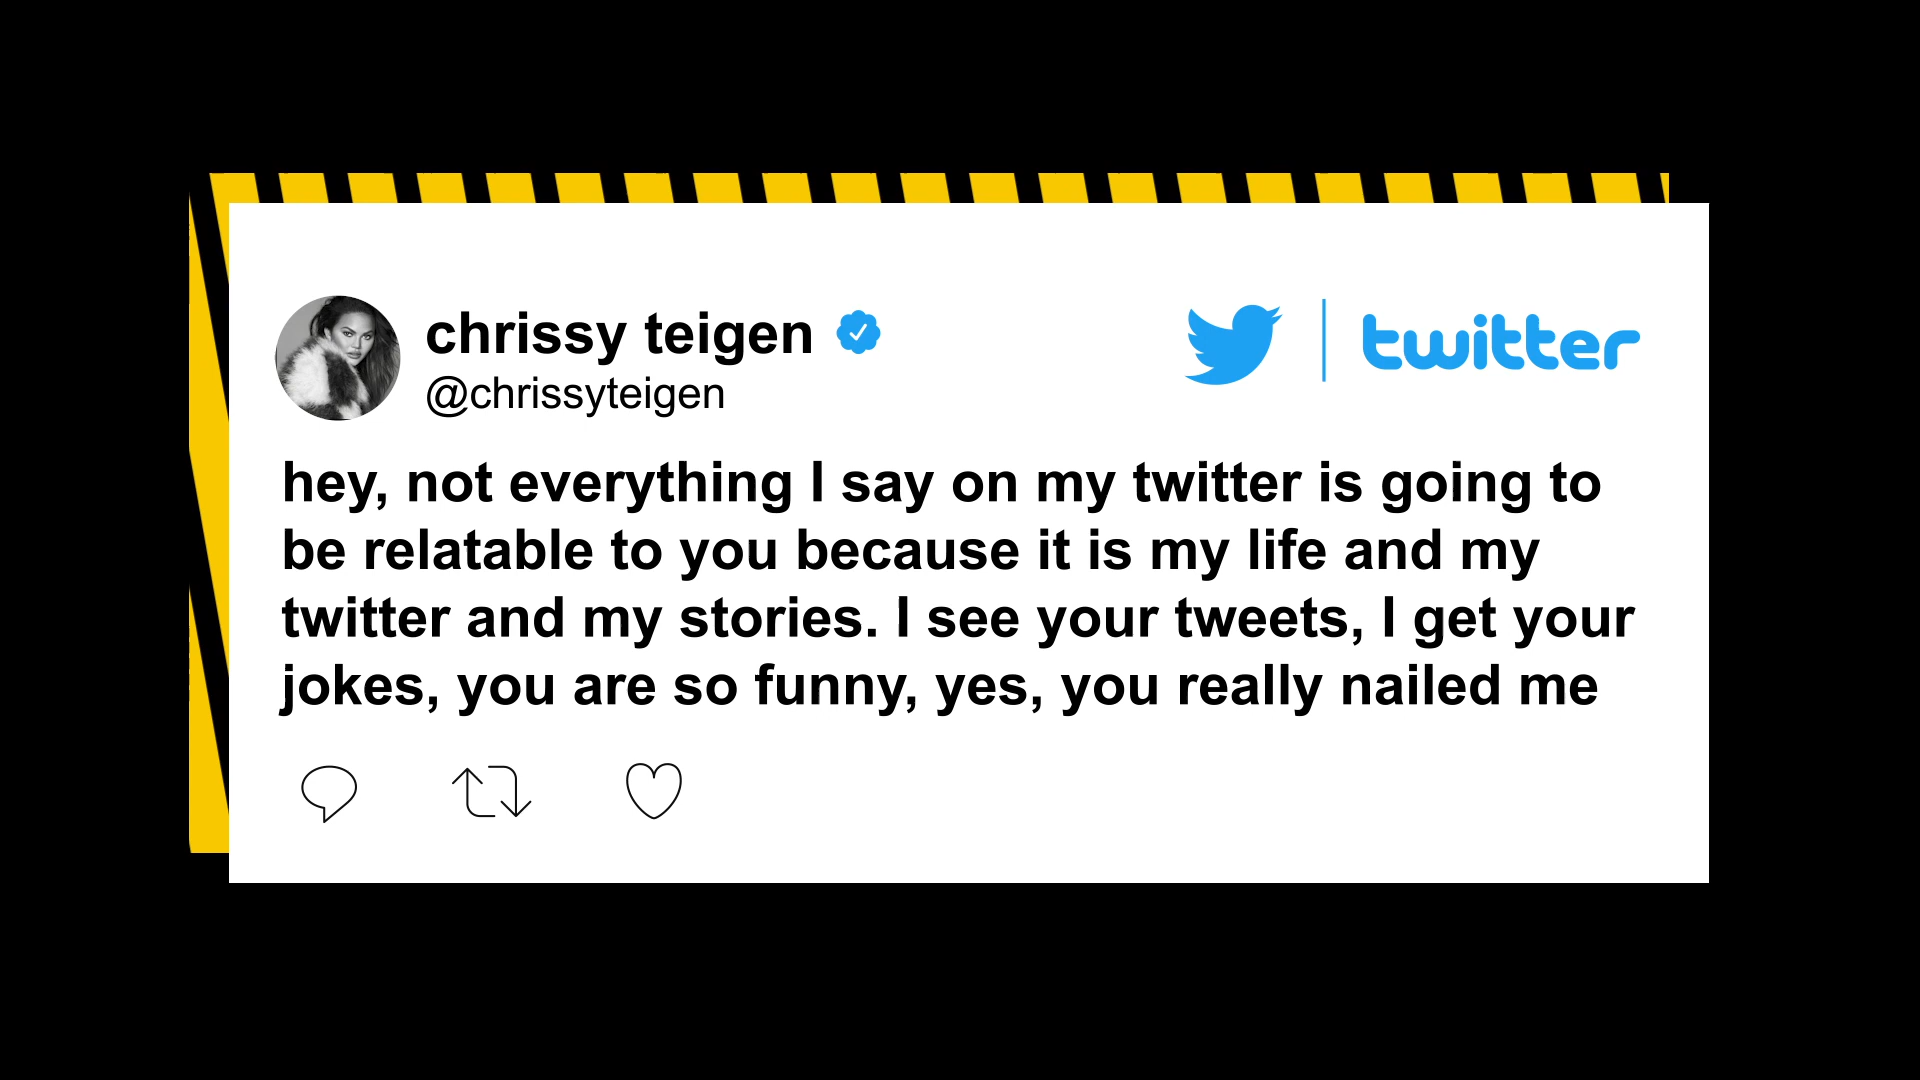 chrissy teigen
@chrissyteigen
twitter
hey, not everything I say on my twitter is going to
be relatable to you because it is my life and my
twitter and my stories. I see your tweets, I get your
jokes, you are so funny, yes, you really nailed me